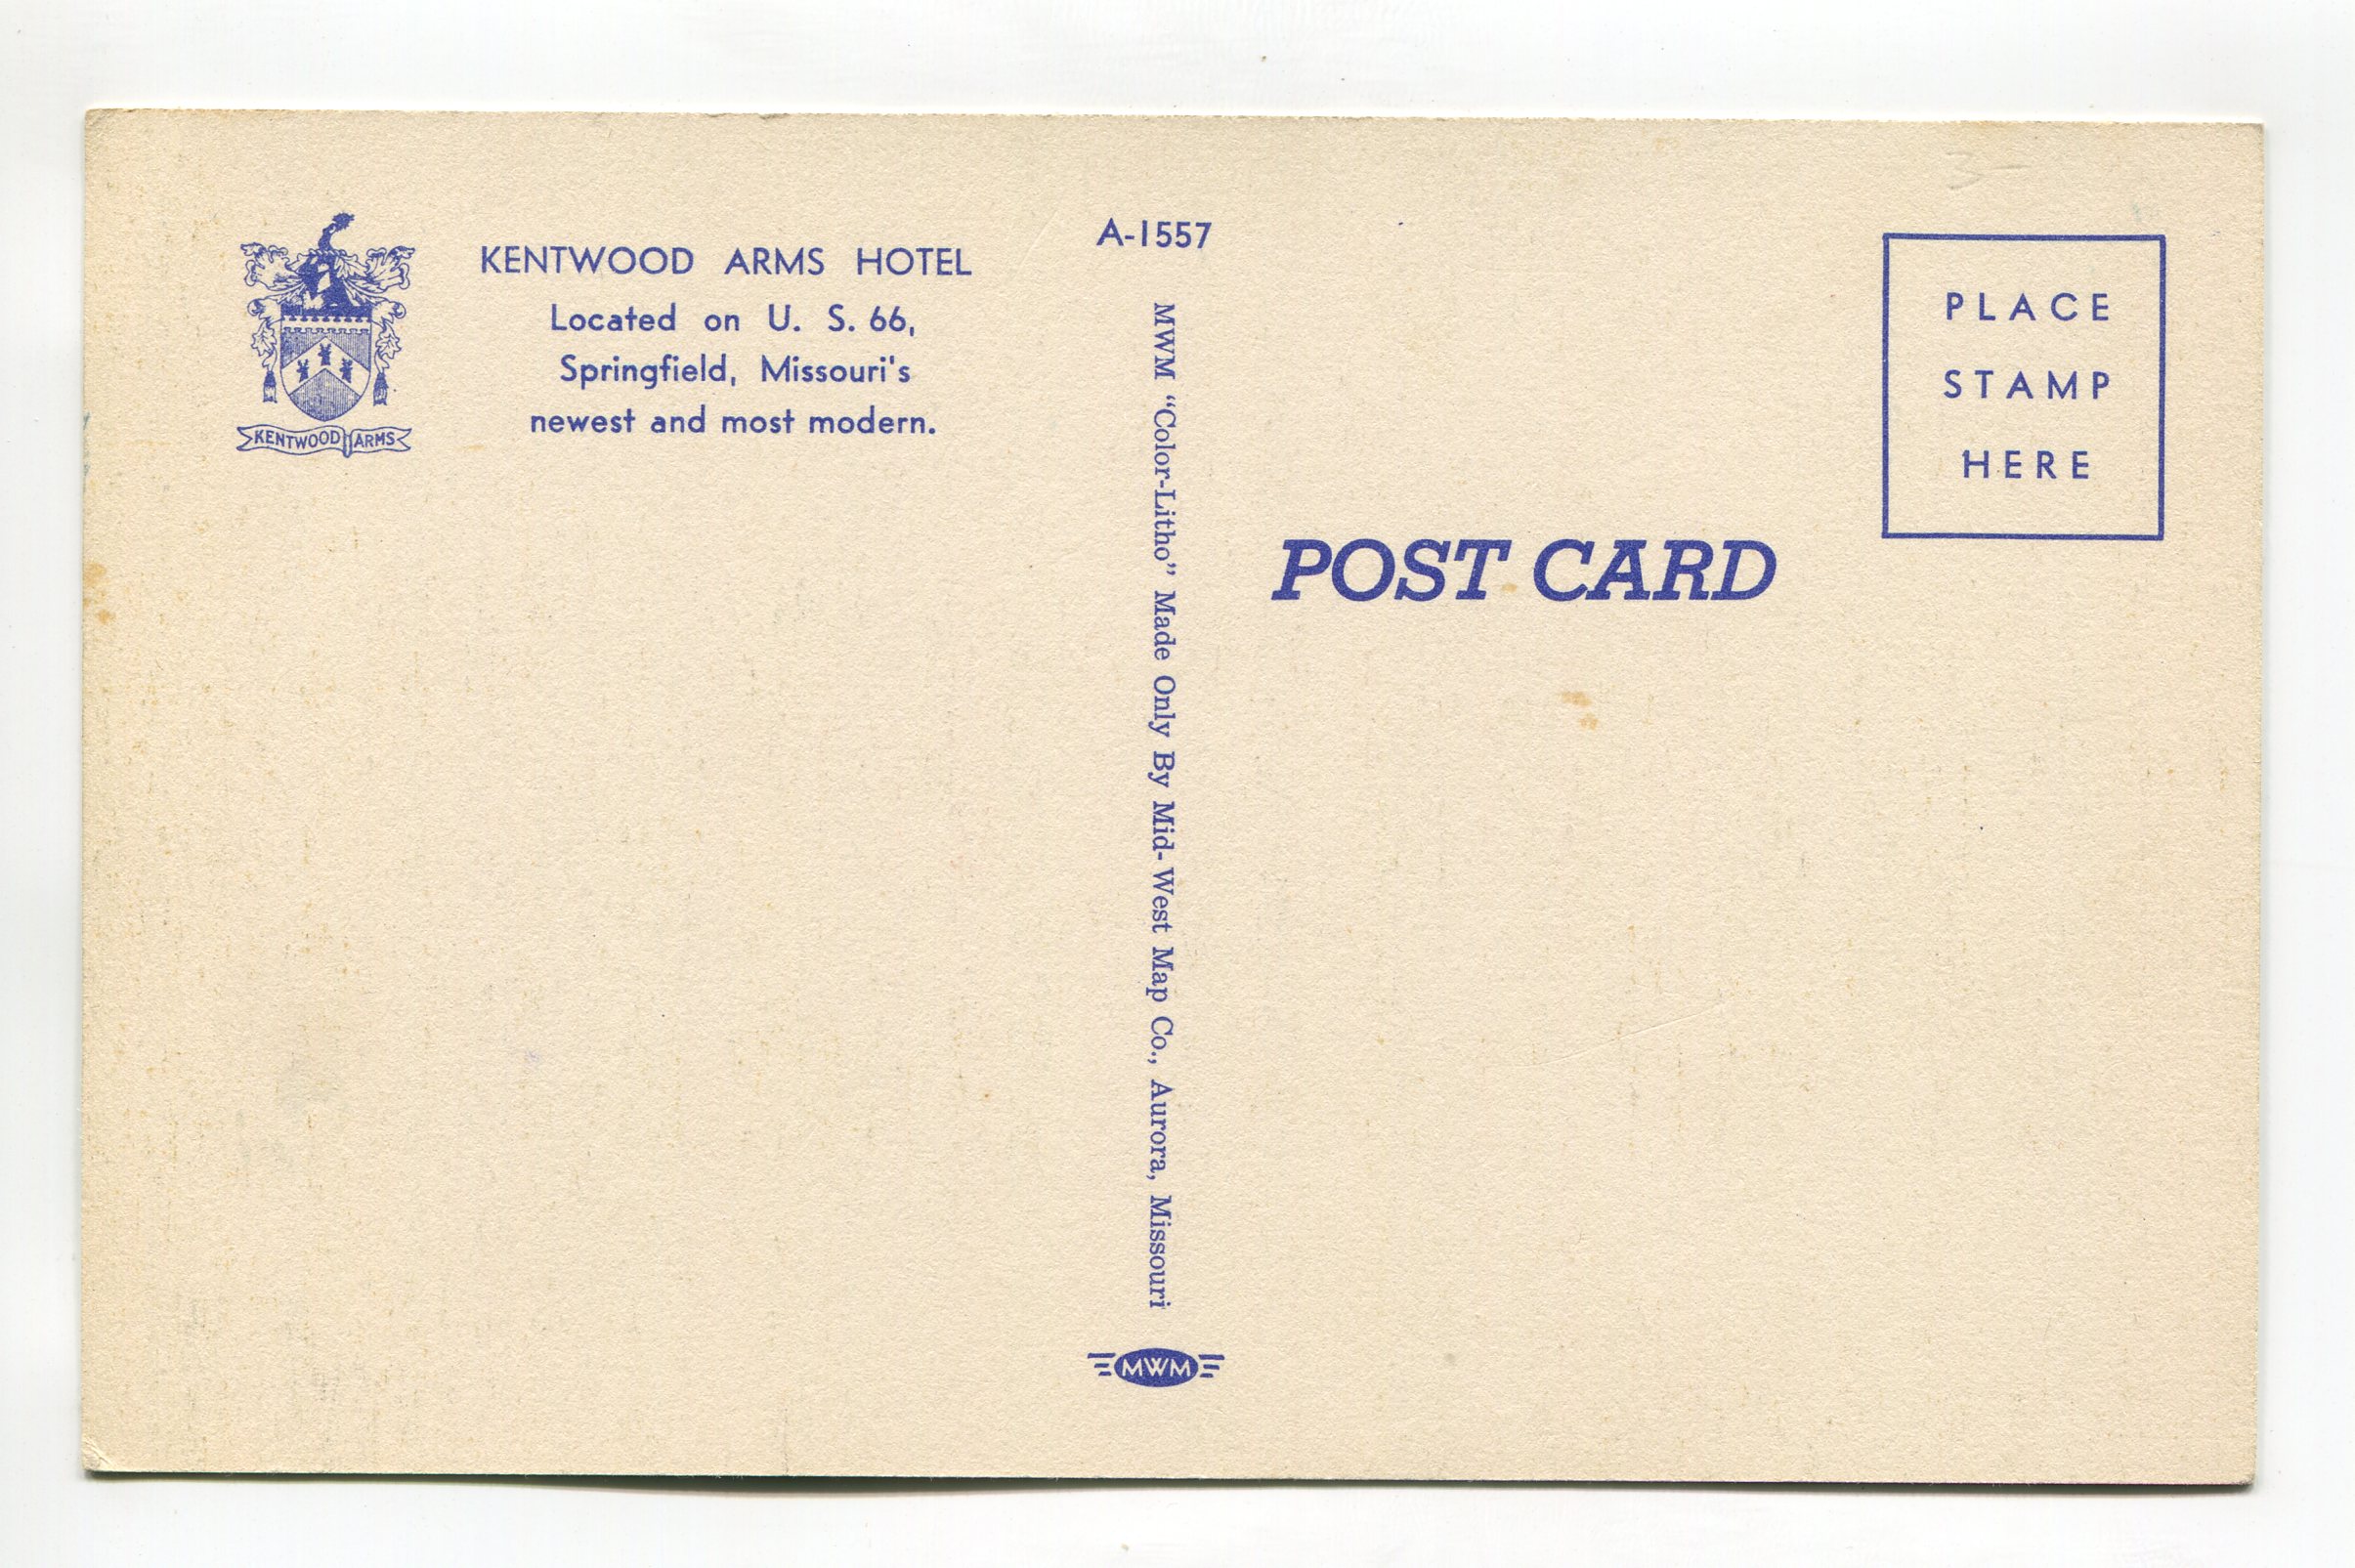 KENTWOOD ARMS HOTEL
Located on U. S. 66,
Springfield, Missouri's
newest and most modern.
KENTWOOD ARMS
A-1557
MWM “Color-Litho” Made Only By Mid-West Map Co., Aurora, Missouri
MWM
POST CARD
PLACE
STAMP
HERE